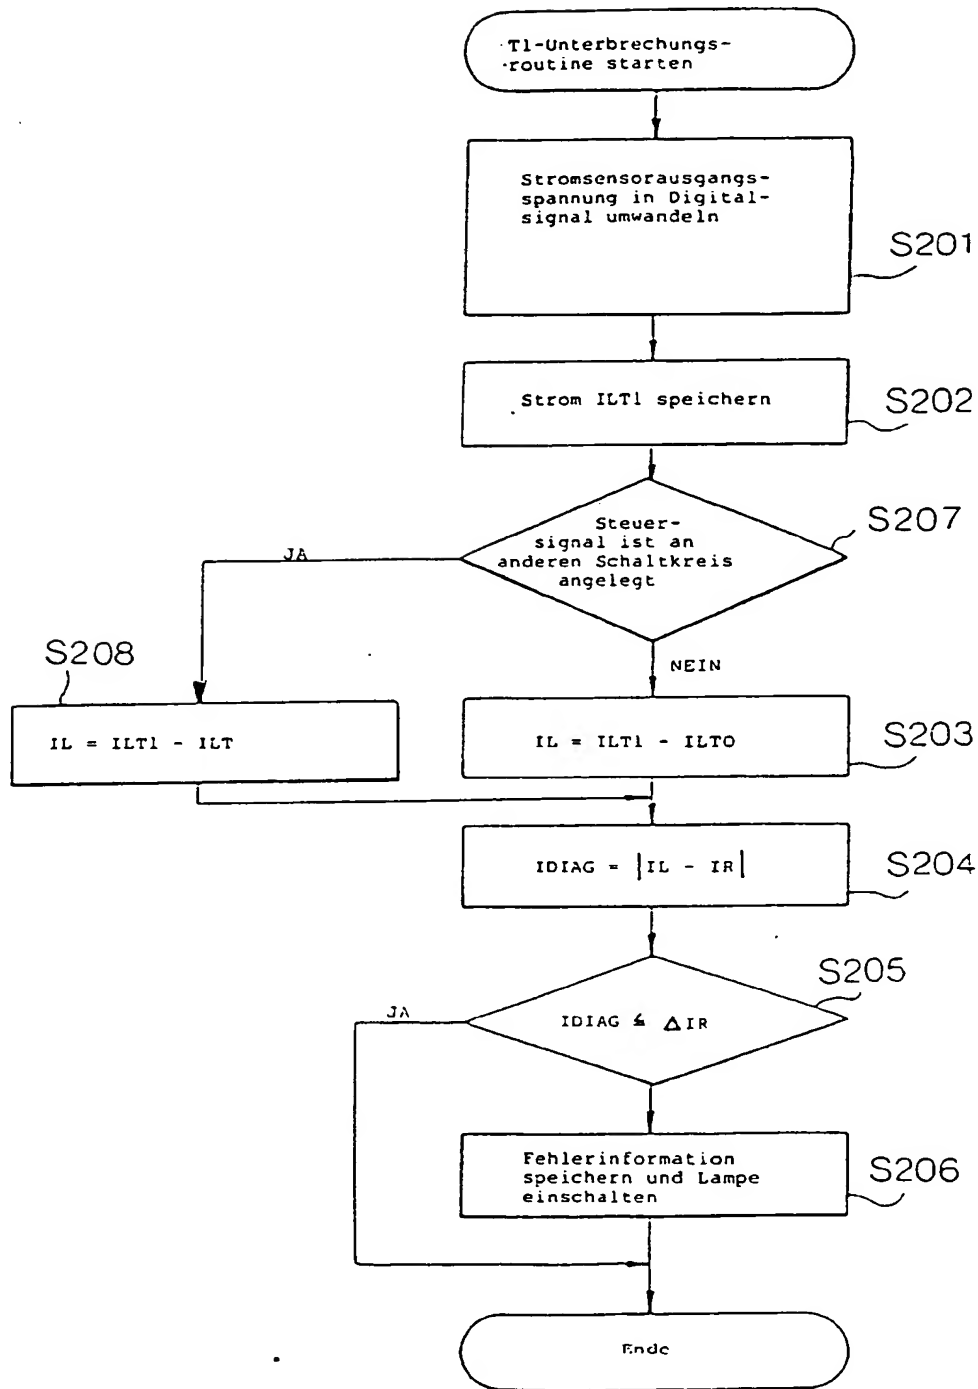 T1-Unterbrechungs-
routine starten
Stromsensorausgangs-
spannung in Digital-
signal umwandeln
S201
Strom ILT1 speichern
S202
Steuer-
signal ist an
anderen Schaltkreis
angelegt
S207
JA
NEIN
S208
IL = ILT1 - ILT
IL = ILT1 - ILT0
S203
IDIAG = |IL - IR|
S204
JA
IDIAG ≤ ΔIR
S205
Fehlerinformation
speichern und Lampe
einschalten
S206
Ende